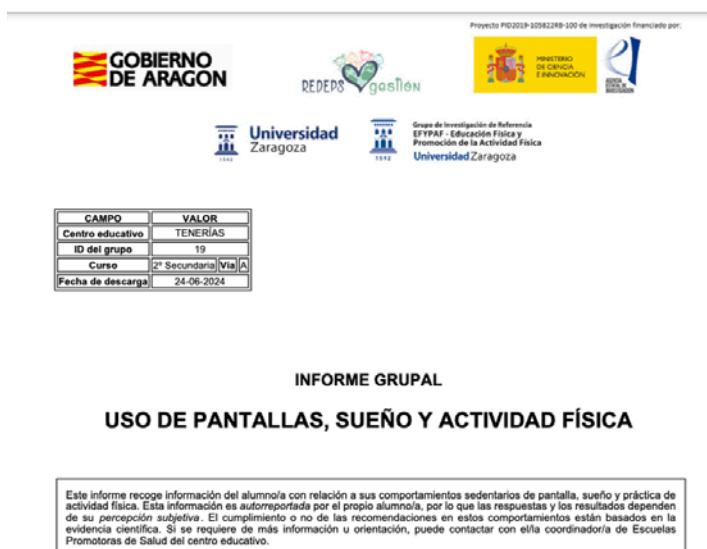 Proyecto PID2019-105822RB-100 de investigación financiado por:
GOBIERNO
DE ARAGON
REDEPS gestiÓN
MINISTERIO
DE CIENCIA
E INNOVACIÓN
AGENCIA
ESTATAL DE
INVESTIGACIÓN
1542
Universidad
Zaragoza
1542
Grupo de Investigación de Referencia
EFYPAF - Educación Física y
Promoción de la Actividad Física
Universidad Zaragoza
CAMPO VALOR
Centro educativo TENERÍAS
ID del grupo 19
Curso 2º Secundaria Vía A
Fecha de descarga 24-06-2024
INFORME GRUPAL
USO DE PANTALLAS, SUEÑO Y ACTIVIDAD FÍSICA
Este informe recoge información del alumno/a con relación a sus comportamientos sedentarios de pantalla, sueño y práctica de
actividad física. Esta información es autorreportada por el propio alumno/a, por lo que las respuestas y los resultados dependen
de su percepción subjetiva. El cumplimiento o no de las recomendaciones en estos comportamientos están basados en la
evidencia científica. Si se requiere de más información u orientación, puede contactar con el/la coordinador/a de Escuelas
Promotoras de Salud del centro educativo.